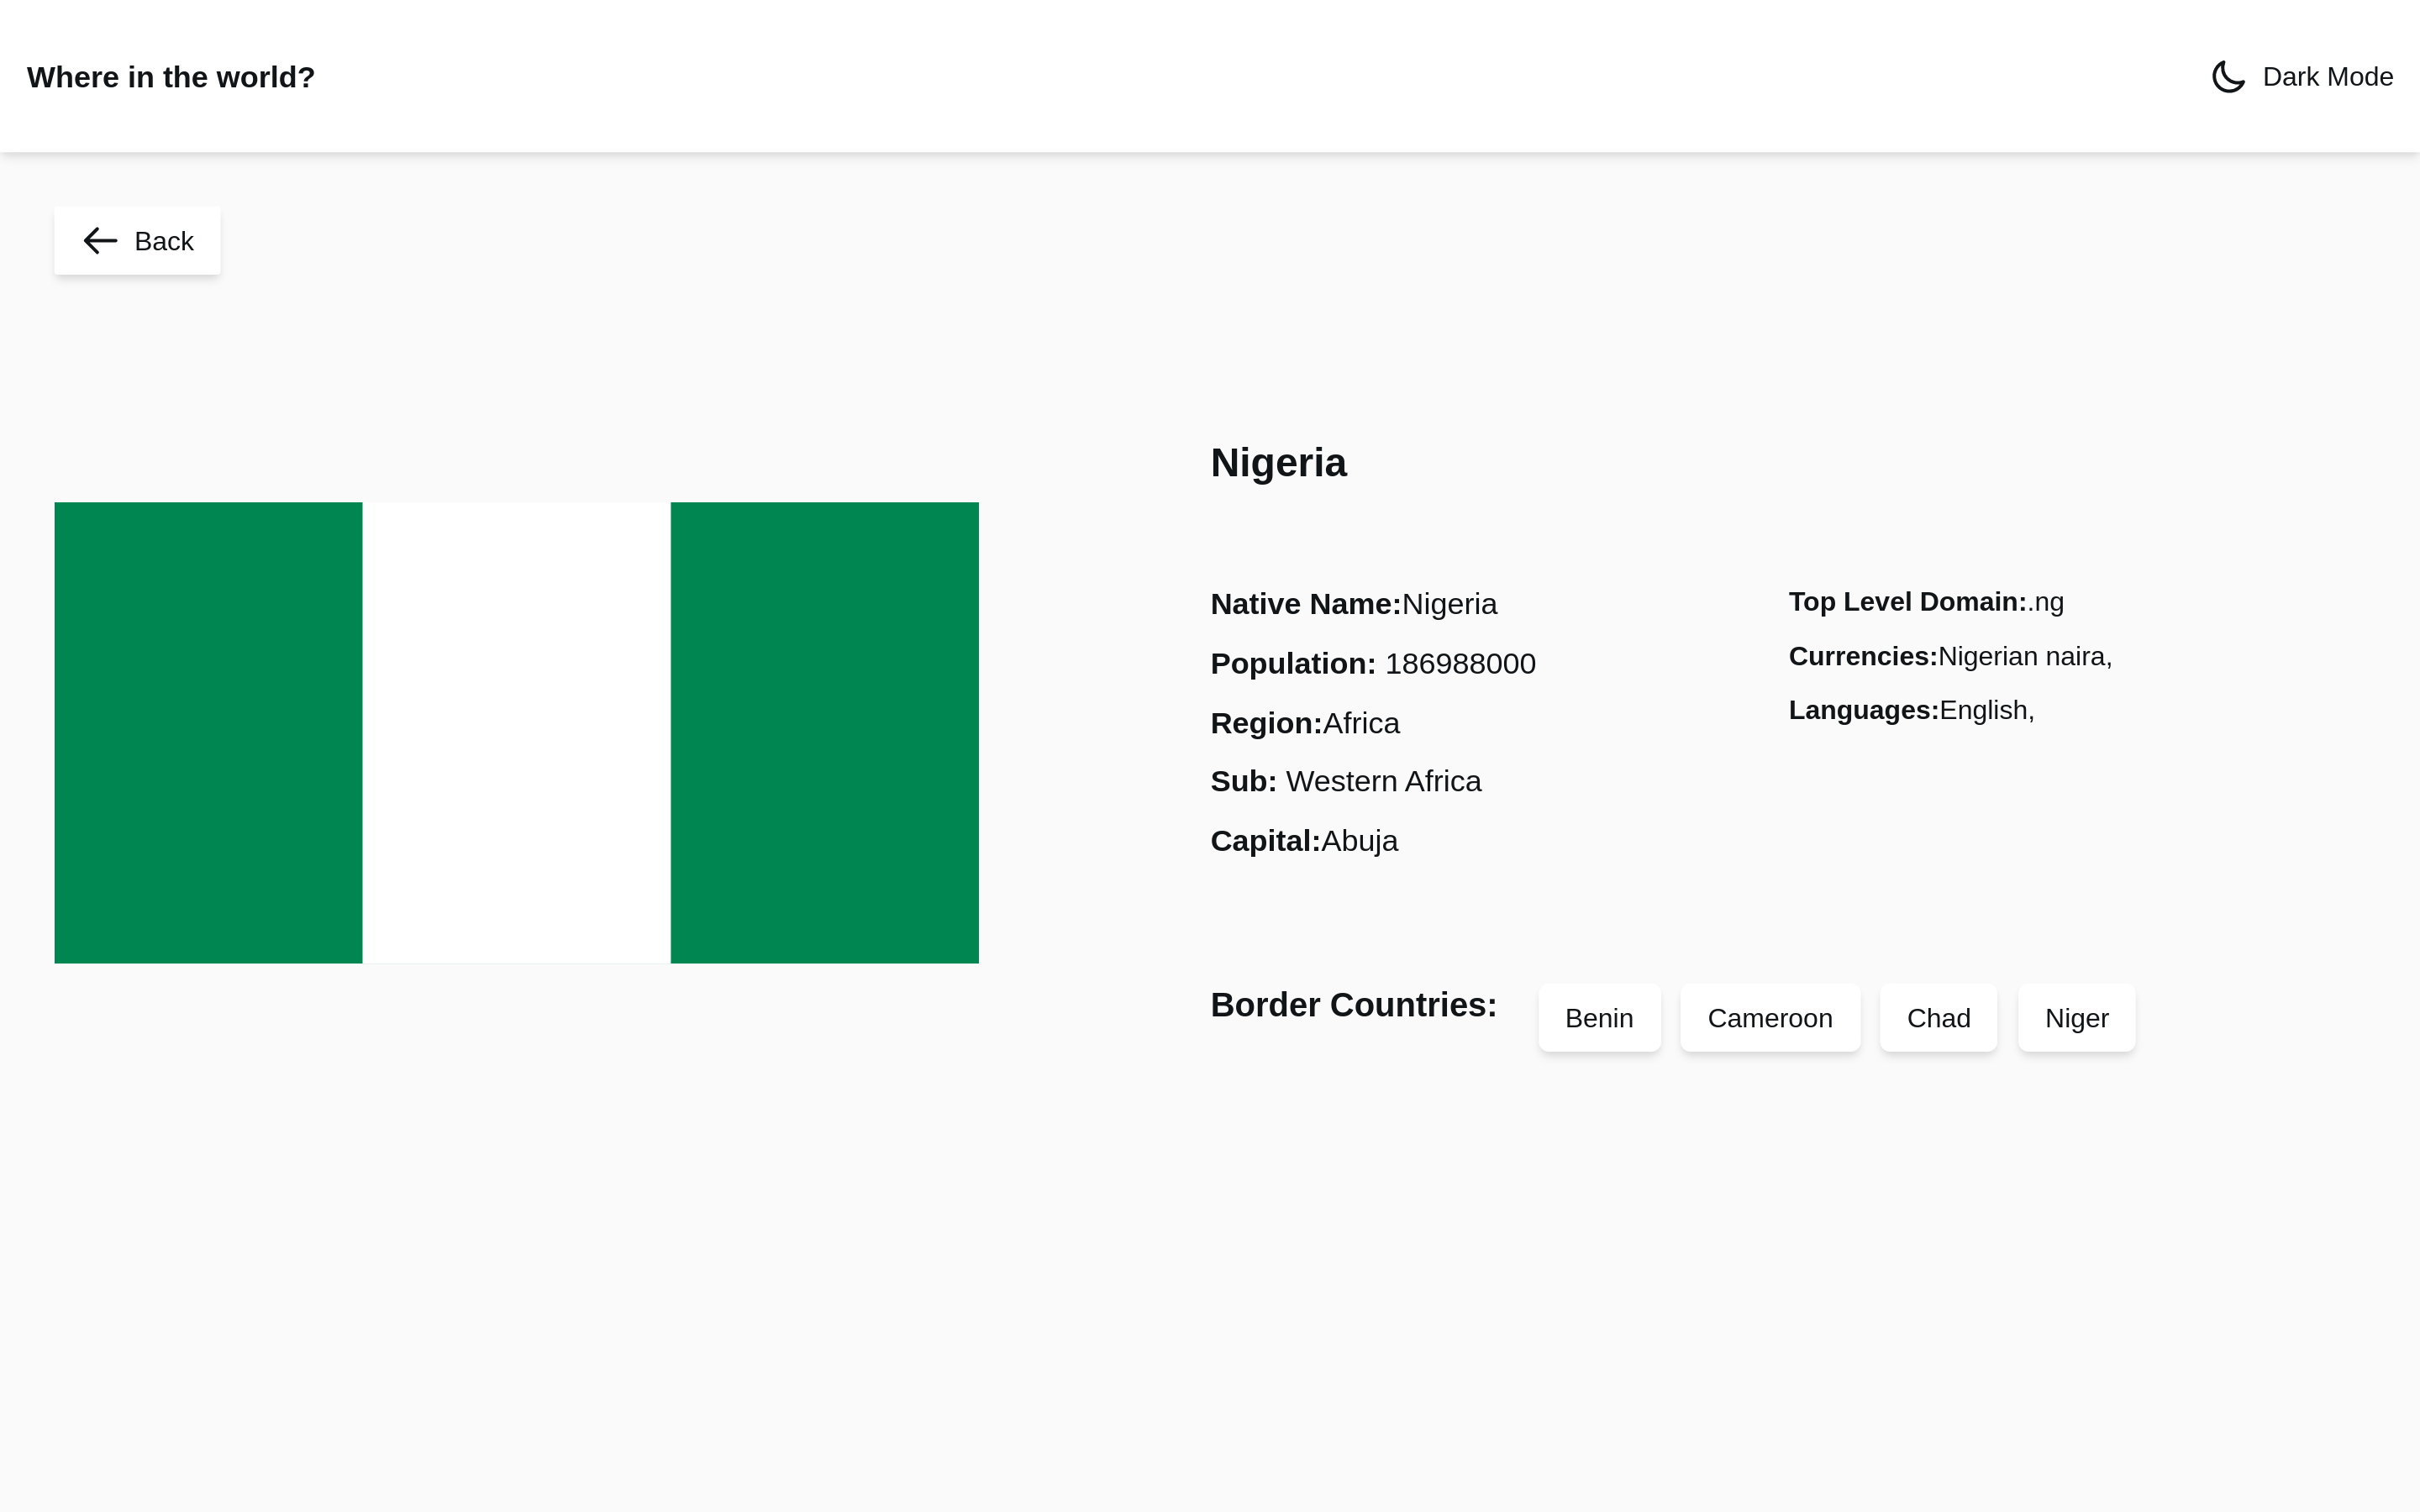 Where in the world?
Dark Mode
Back
Nigeria
Native Name:Nigeria
Population: 186988000
Region:Africa
Sub: Western Africa
Capital:Abuja
Top Level Domain:.ng
Currencies:Nigerian naira,
Languages:English,
Border Countries:
Benin
Cameroon
Chad
Niger